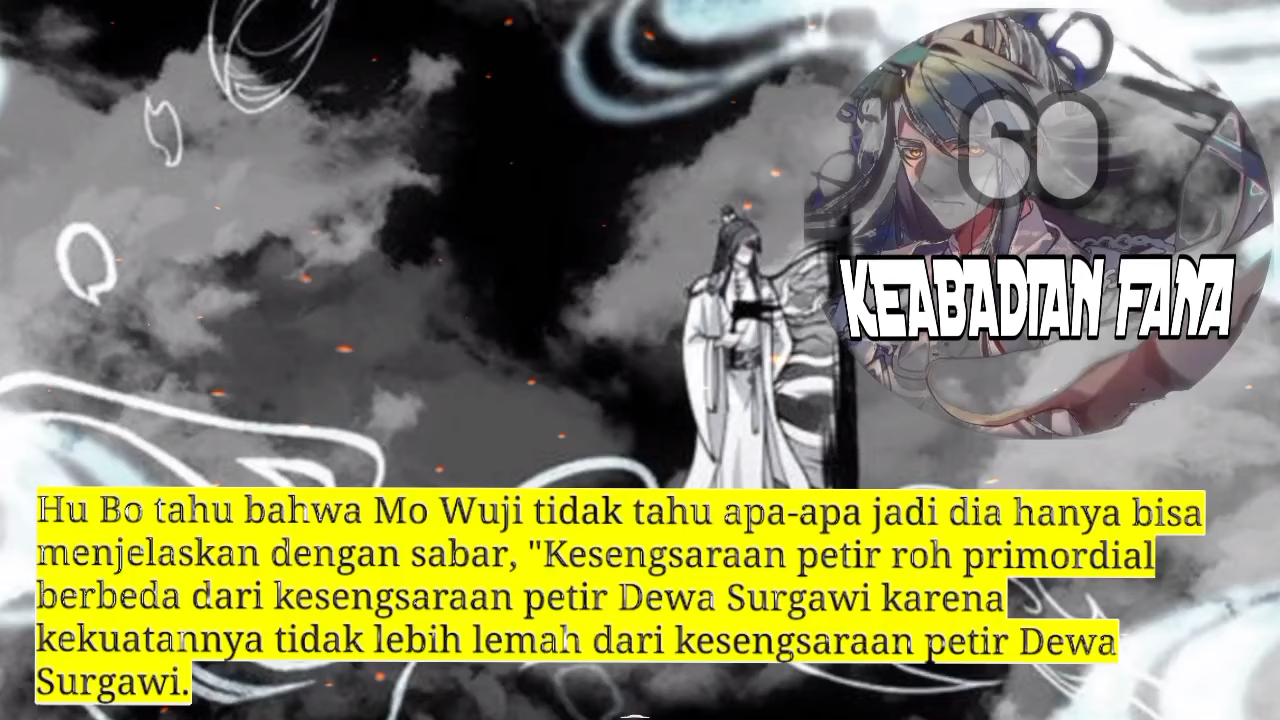 60
KEABADIAN FANA
Hu Bo tahu bahwa Mo Wuji tidak tahu apa-apa jadi dia hanya bisa
menjelaskan dengan sabar, "Kesengsaraan petir roh primordial
berbeda dari kesengsaraan petir Dewa Surgawi karena
kekuatannya tidak lebih lemah dari kesengsaraan petir Dewa
Surgawi.